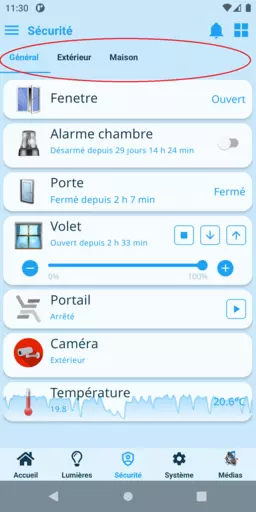 11:30
Sécurité
Général Extérieur Maison
Fenetre
Ouvert
Alarme chambre
Désarmé depuis 29 jours 14 h 24 min
Porte
Fermé depuis 2 h 7 min
Fermé
Volet
Ouvert depuis 2 h 33 min
0% 100%
Portail
Arrêté
Caméra
Extérieur
Température
19.8
20.6°C
Accueil Lumières Sécurité Système Médias